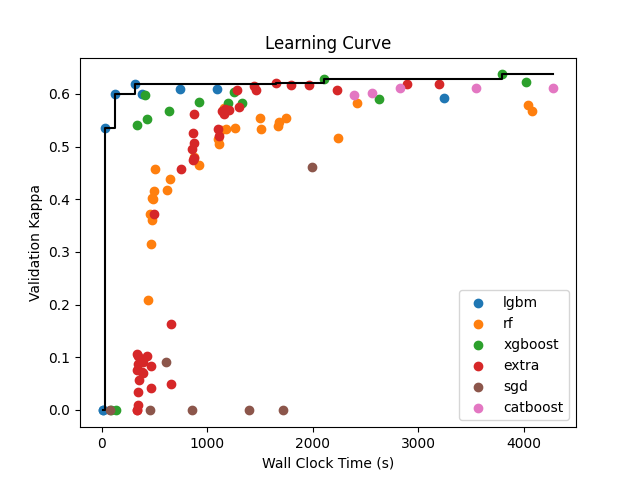 Learning Curve
Validation Kappa
0.6
0.5
0.4
0.3
0.2
0.1
0.0
lgbm
rf
xgboost
extra
sgd
catboost
0 1000 2000 3000 4000
Wall Clock Time (s)